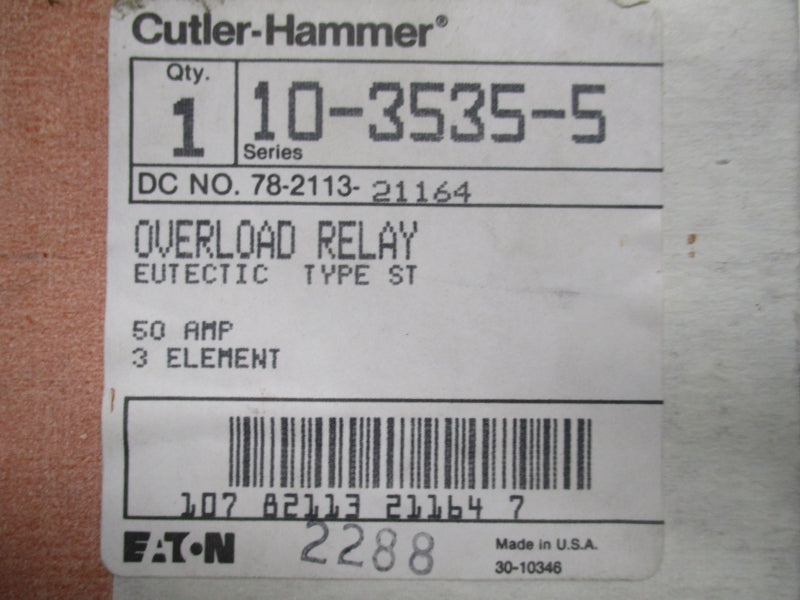 Cutler-Hammer®
Qty.
1
10-3535-5
Series
DC NO. 78-2113- 21164
OVERLOAD RELAY
EUTECTIC TYPE ST
50 AMP
3 ELEMENT
107 82113 21164 7
EATON
2288
Made in U.S.A.
30-10346